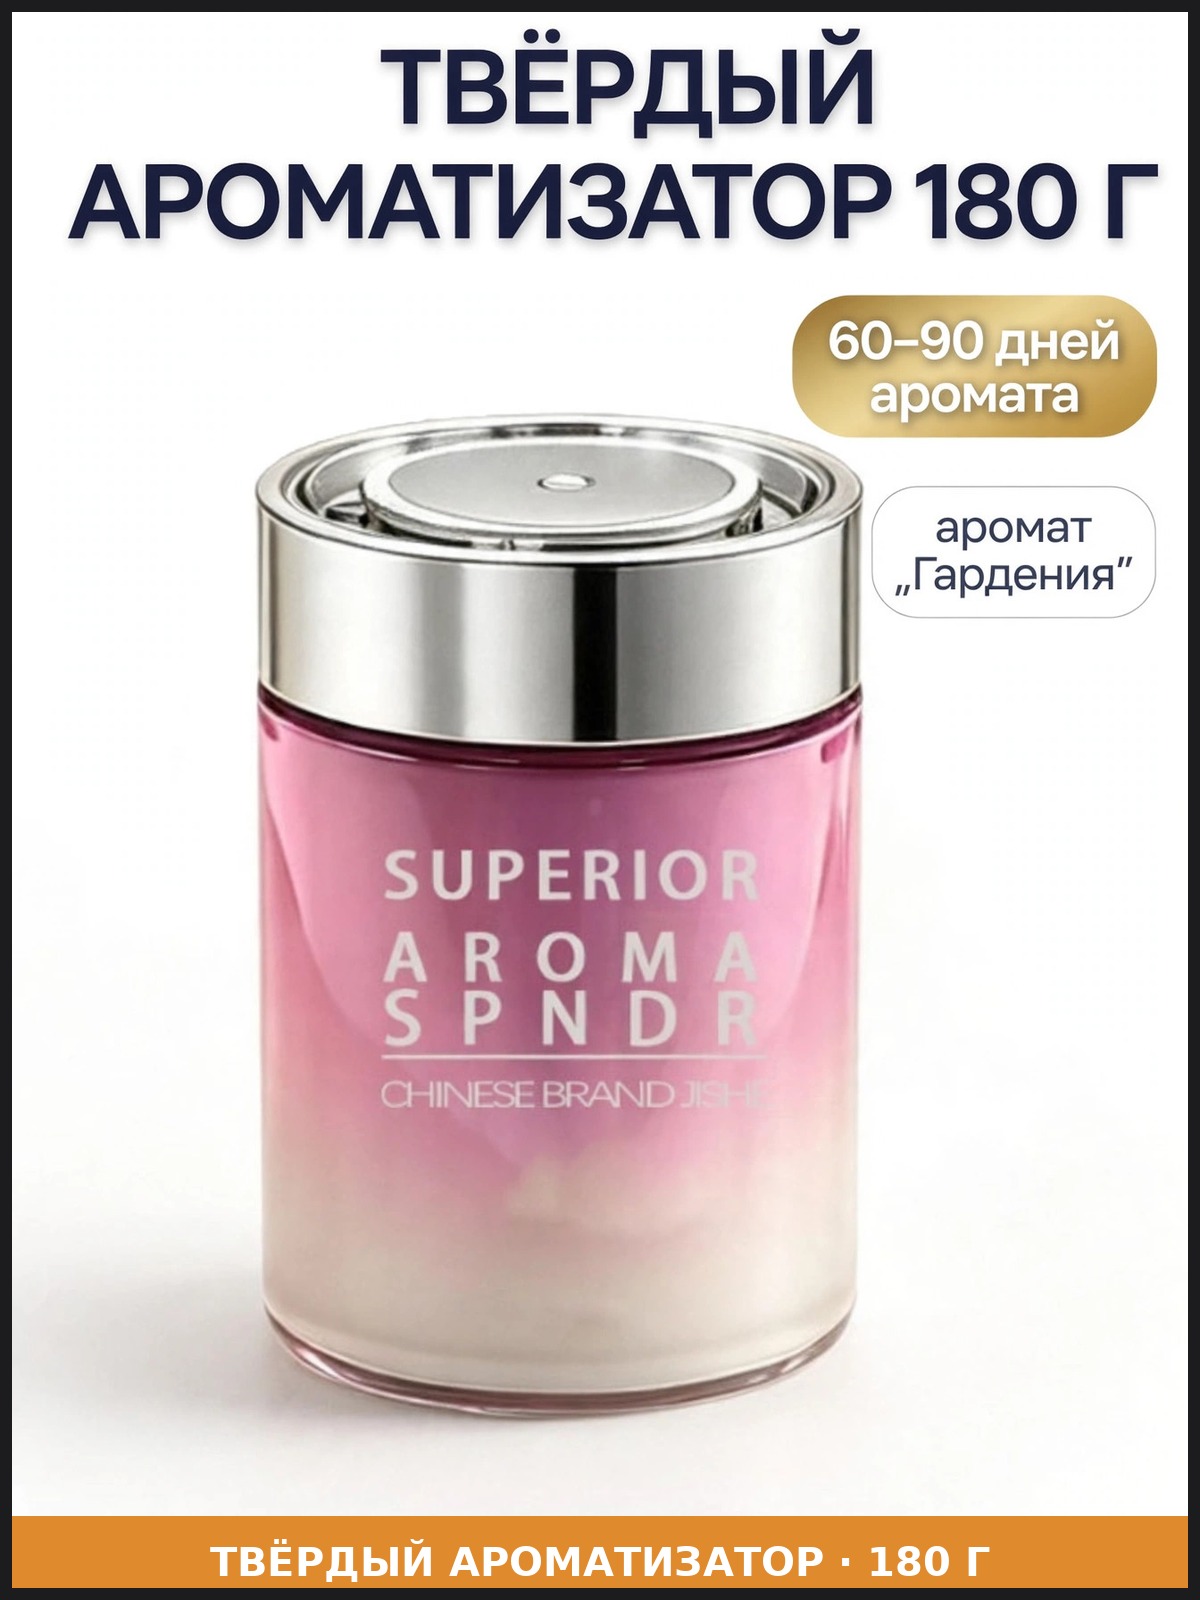 ТВЁРДЫЙ
АРОМАТИЗАТОР 180 Г
60–90 дней
аромата
аромат
„Гардения”
SUPERIOR
AROMA
SPNDR
CHINESE BRAND JISHE
ТВЁРДЫЙ АРОМАТИЗАТОР · 180 Г